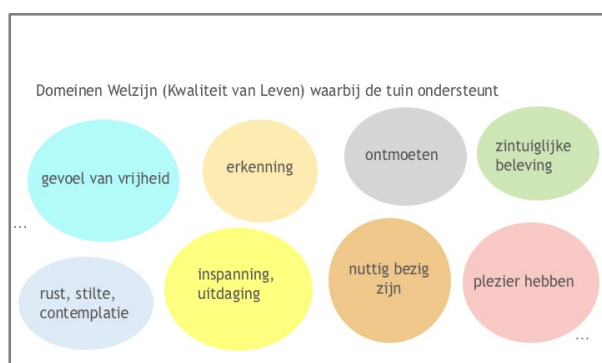 Domeinen Welzijn (Kwaliteit van Leven) waarbij de tuin ondersteunt
gevoel van vrijheid
erkenning
ontmoeten
zintuiglijke
beleving
...
rust, stilte,
contemplatie
inspanning,
uitdaging
nuttig bezig
zijn
plezier hebben
...